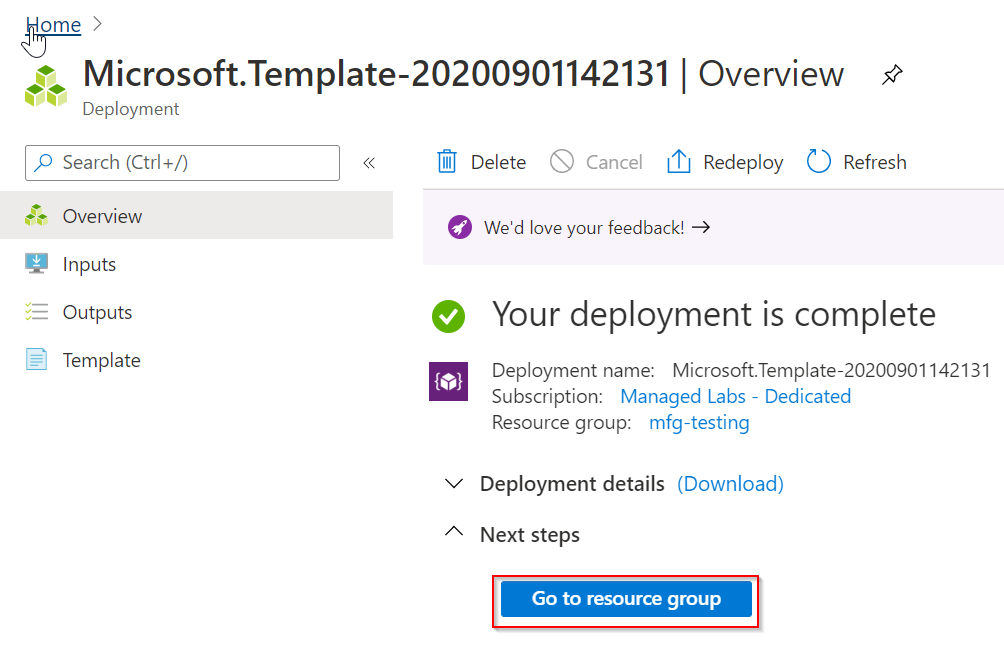 Home
Microsoft.Template-20200901142131 | Overview
Deployment
Search (Ctrl+/)
«
Delete
Cancel
Redeploy
Refresh
Overview
Inputs
Outputs
Template
We'd love your feedback! →
Your deployment is complete
Deployment name: Microsoft.Template-20200901142131
Subscription: Managed Labs - Dedicated
Resource group: mfg-testing
Deployment details (Download)
Next steps
Go to resource group